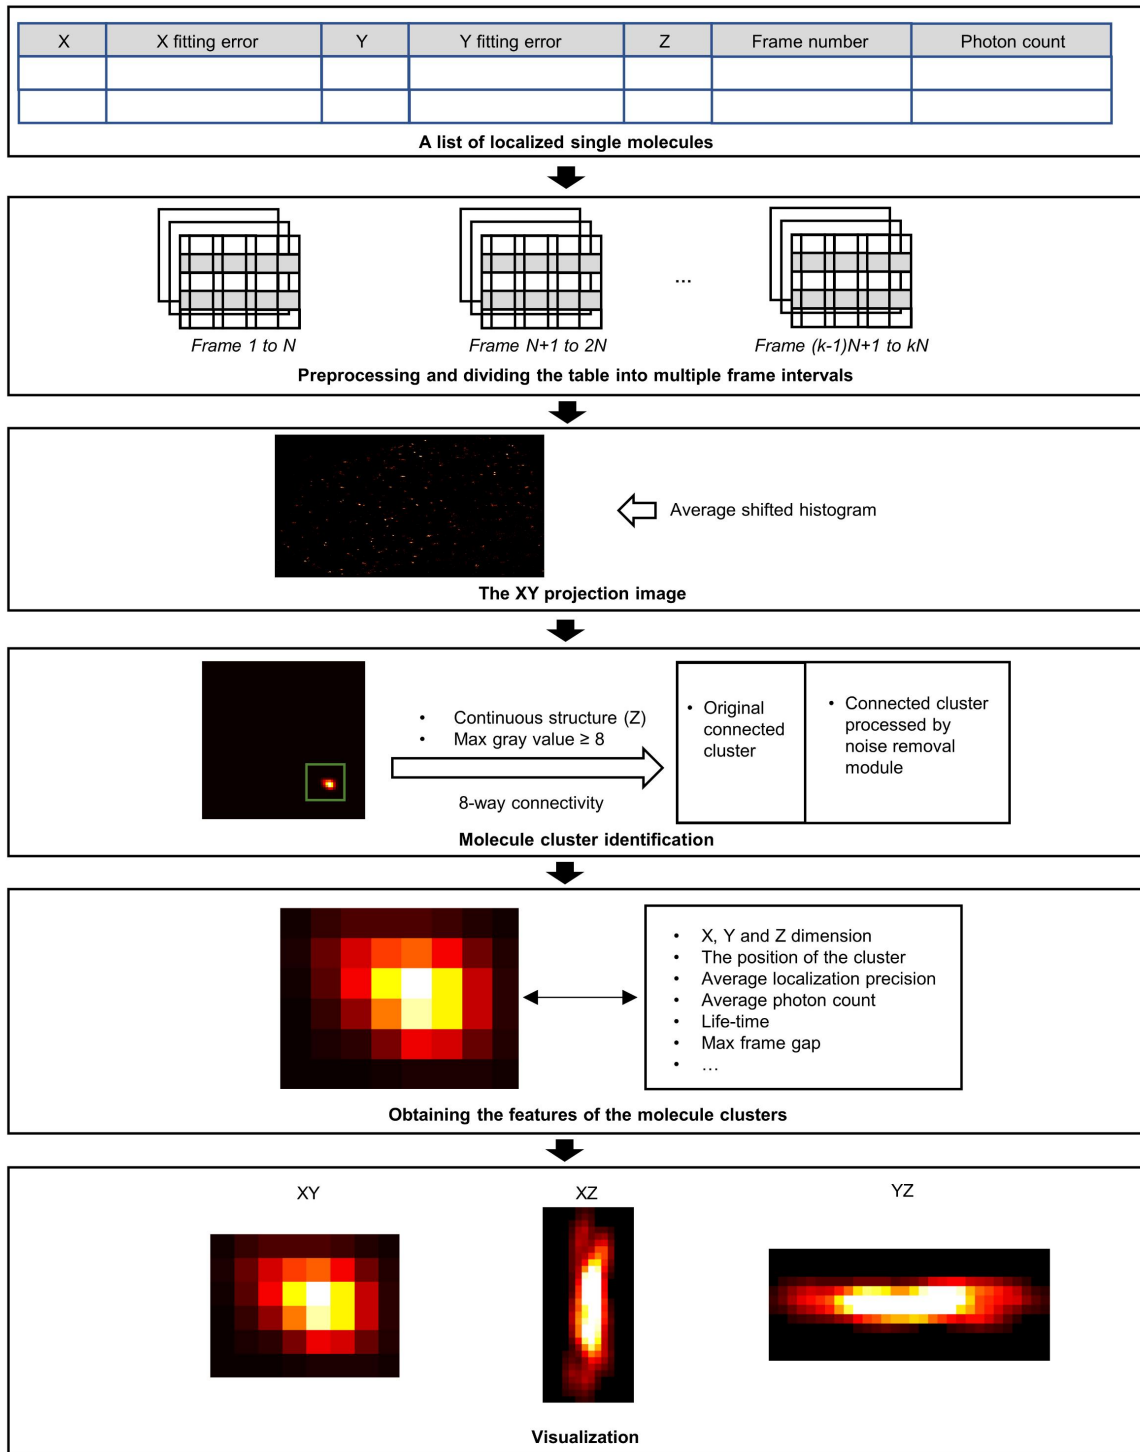 X X fitting error Y Y fitting error Z Frame number Photon count
A list of localized single molecules
Frame 1 to N Frame N+1 to 2N ... Frame (k-1)N+1 to kN
Preprocessing and dividing the table into multiple frame intervals
Average shifted histogram
The XY projection image
• Continuous structure (Z)
• Max gray value ≥ 8
8-way connectivity
• Original
connected
cluster
• Connected cluster
processed by
noise removal
module
Molecule cluster identification
• X, Y and Z dimension
• The position of the cluster
• Average localization precision
• Average photon count
• Life-time
• Max frame gap
• ...
Obtaining the features of the molecule clusters
XY XZ YZ
Visualization